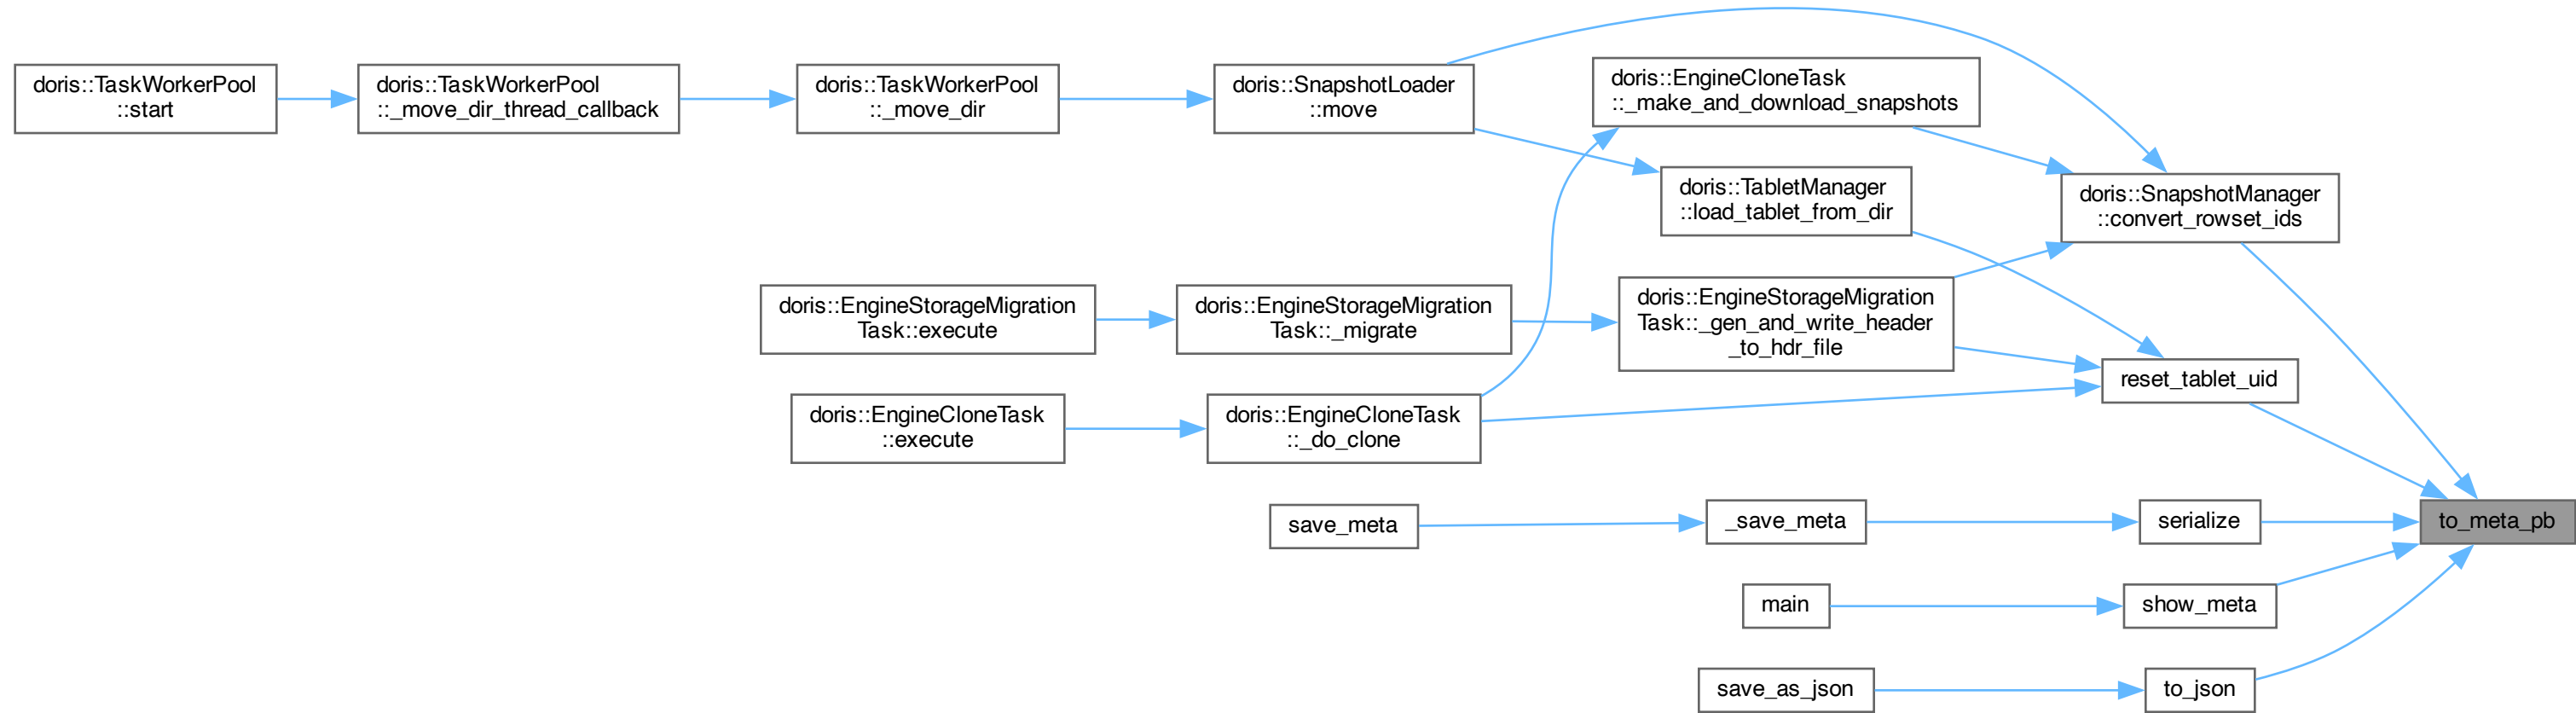 doris::TaskWorkerPool
::start
doris::TaskWorkerPool
::_move_dir_thread_callback
doris::TaskWorkerPool
::_move_dir
doris::SnapshotLoader
::move
doris::EngineCloneTask
::_make_and_download_snapshots
doris::TabletManager
::load_tablet_from_dir
doris::SnapshotManager
::convert_rowset_ids
doris::EngineStorageMigration
Task::execute
doris::EngineStorageMigration
Task::_migrate
doris::EngineStorageMigration
Task::_gen_and_write_header
_to_hdr_file
reset_tablet_uid
doris::EngineCloneTask
::execute
doris::EngineCloneTask
::_do_clone
save_meta
_save_meta
serialize
to_meta_pb
main
show_meta
save_as_json
to_json